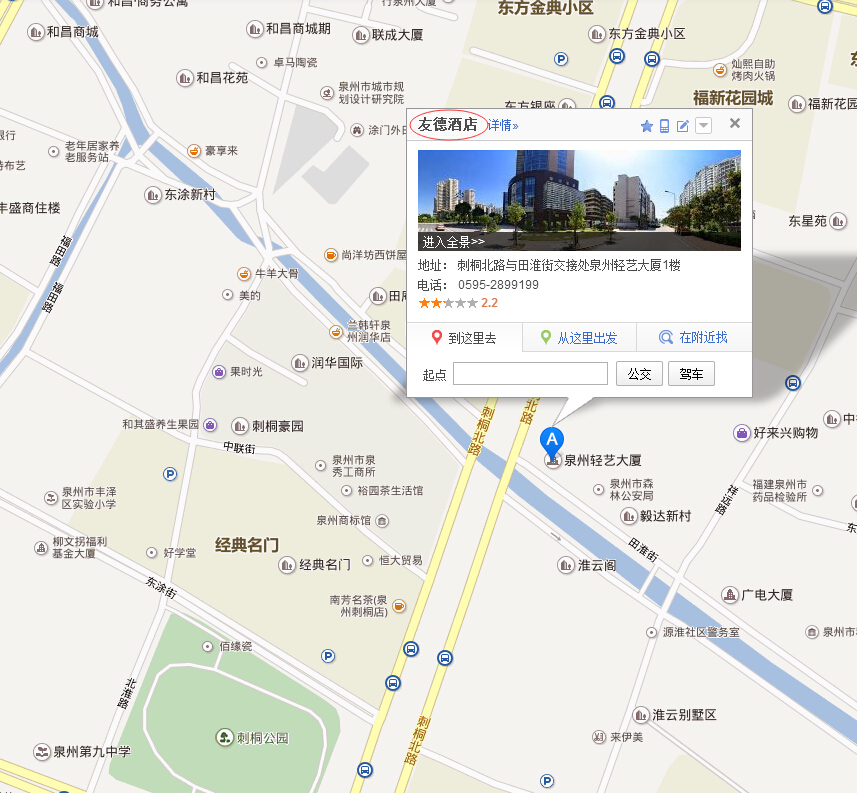 和昌·商务公寓
行泉州大厦
东方金典小区
和昌商城
和昌商城期
联成大厦
东方金典小区
卓马陶瓷
灿熙自助
烤肉火锅
和昌花苑
泉州市城市规
划设计研究院
福新花园城
福新花园
东方银座
友德酒店
详情»
涂门外
银行
老年居家养
老服务站
豪享来
特布艺
进入全景>>
东涂新村
丰盛商住楼
东星苑
福田路
福田路
尚洋坊西饼屋
地址： 刺桐北路与田淮街交接处泉州轻艺大厦1楼
牛羊大骨
电话： 0595-2899199
美的
2.2
兰韩轩泉
州润华店
到这里去
从这里出发
在附近找
润华国际
果时光
起点
公交
驾车
和其盛养生果园
刺桐豪园
刺桐北路
北路
好来兴购物
中联街
A
泉州轻艺大厦
泉州市泉
秀工商所
泉州市丰泽
区实验小学
裕园茶生活馆
泉州市森
林公安局
福建泉州市
药品检验所
祥远路
泉州商标馆
毅达新村
柳文拐福利
基金大厦
好学堂
经典名门
经典名门
恒大贸易
田淮街
淮云阁
东涂街
南芳名茶(泉
州刺桐店)
广电大厦
佰缘瓷
源淮社区警务室
泉州市
北淮路
淮云别墅区
刺桐公园
刺桐北路
来伊美
泉州第九中学